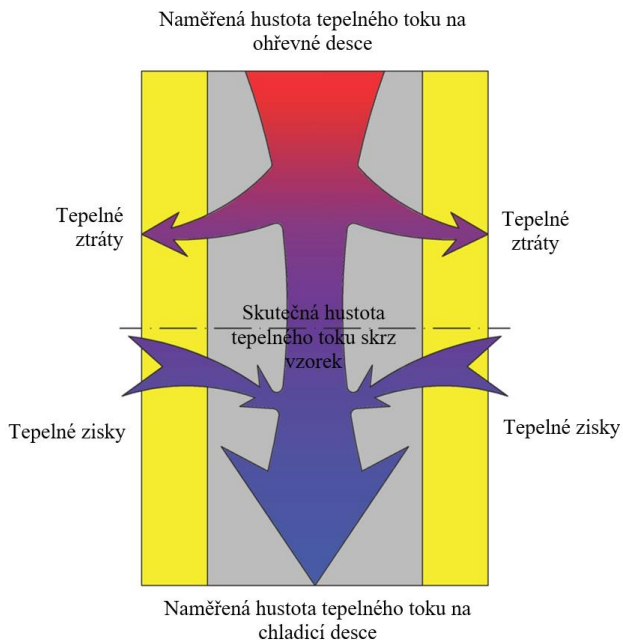 Naměřená hustota tepelného toku na
ohřevné desce
Tepelné
ztráty
Tepelné
ztráty
Skutečná hustota
tepelného toku skrz
vzorek
Tepelné zisky
Tepelné zisky
Naměřená hustota tepelného toku na
chladicí desce